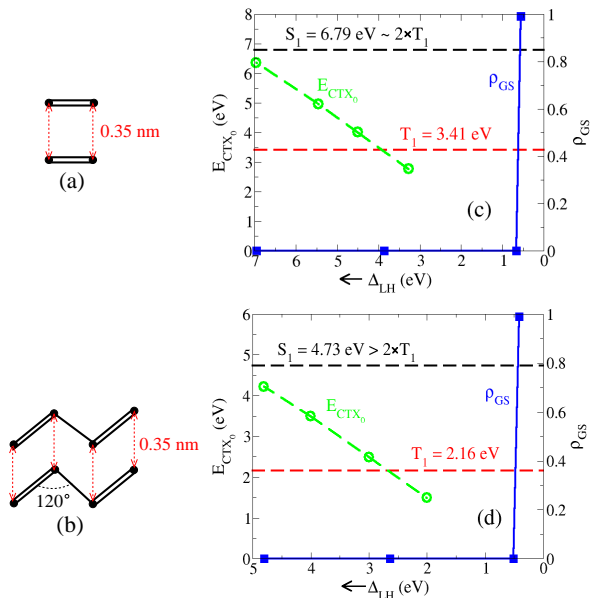 0.35 nm
(a)
8
7
6
5
4
3
2
1
0
E_CTX₀ (eV)
S₁ = 6.79 eV ~ 2×T₁
E_CTX₀
ρ_GS
T₁ = 3.41 eV
(c)
1
0.8
0.6
0.4
0.2
0
ρ_GS
7 6 5 4 3 2 1 0
← Δ_LH (eV)
0.35 nm
120°
(b)
6
5
4
3
2
1
0
E_CTX₀ (eV)
S₁ = 4.73 eV > 2×T₁
E_CTX₀
ρ_GS
T₁ = 2.16 eV
(d)
1
0.8
0.6
0.4
0.2
0
ρ_GS
5 4 3 2 1 0
← Δ_LH (eV)